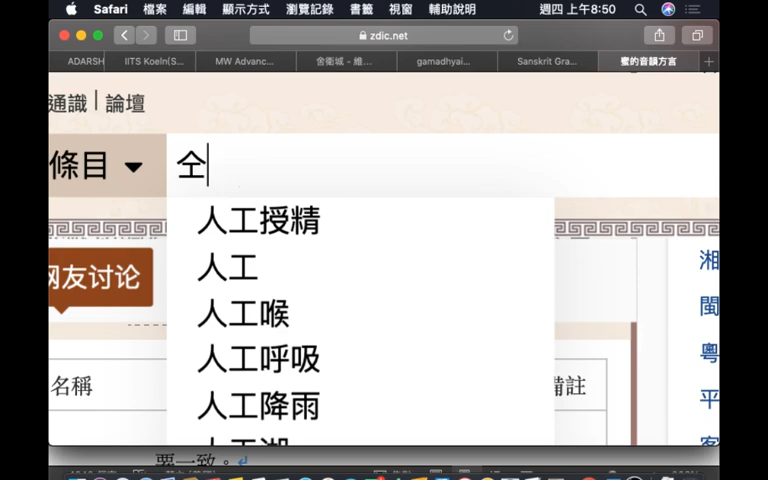 Safari 檔案 編輯 顯示方式 瀏覽記錄 書籤 視窗 輔助說明 週四 上午8:50
zdic.net
ADARSH IITS Koeln(S... MW Advanc... 舍衛城 - 維... gamadhyai... Sanskrit Gra... 蜜的音韻方言
通識 | 論壇
條目 仝
人工授精
网友讨论 人工 湘
人工喉 閩
人工呼吸 粵
名稱 人工降雨 備註 平
人工湖 客
要一致。